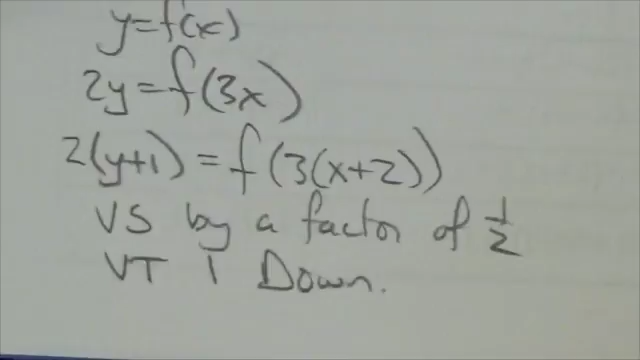 y=f(x)
2y=f(3x)
2(y+1)=f(3(x+2))
VS by a factor of 1/2
VT 1 Down.